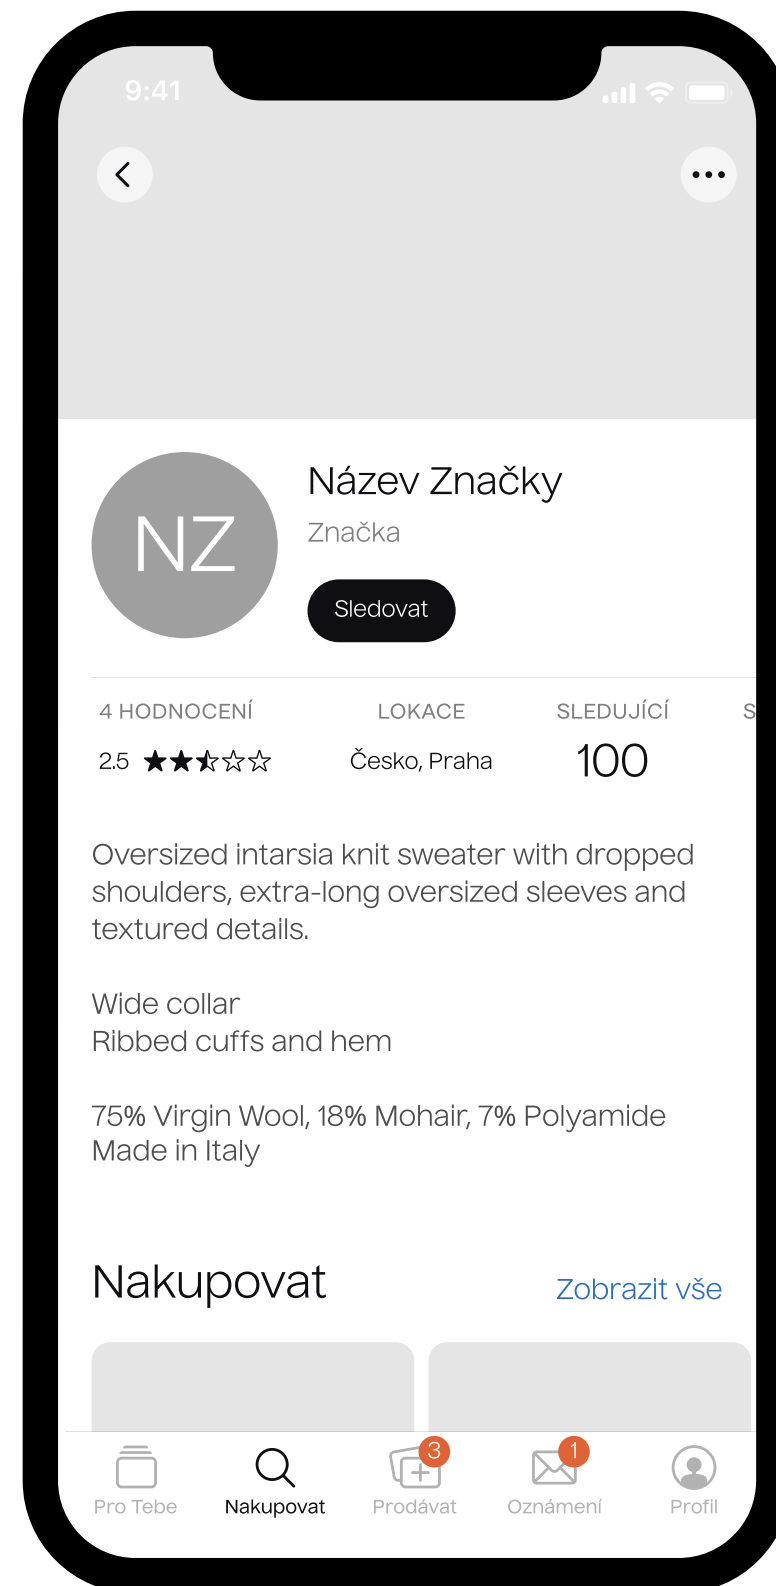 9:41
NZ
Název Značky
Značka
Sledovat
4 HODNOCENÍ LOKACE SLEDUJÍCÍ S
2.5 Česko, Praha 100
Oversized intarsia knit sweater with dropped
shoulders, extra-long oversized sleeves and
textured details.
Wide collar
Ribbed cuffs and hem
75% Virgin Wool, 18% Mohair, 7% Polyamide
Made in Italy
Nakupovat Zobrazit vše
3 1
Pro Tebe Nakupovat Prodávat Oznámení Profil